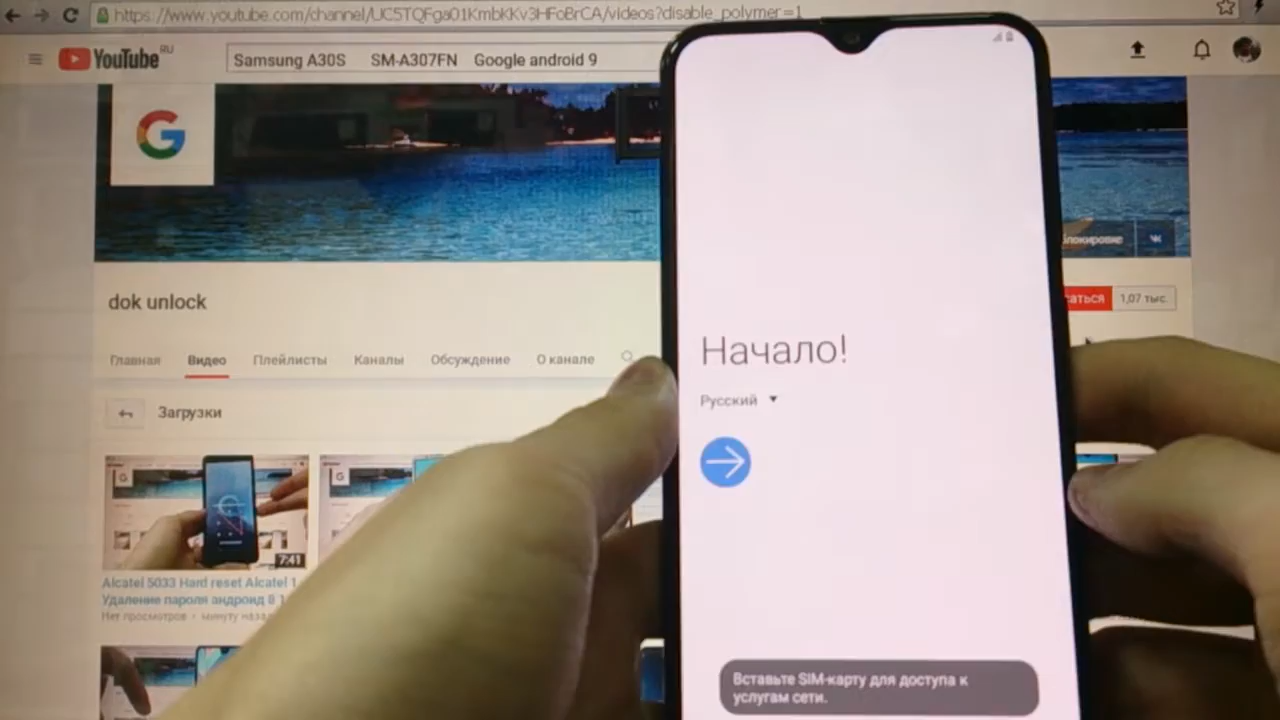 https://www.youtube.com/channel/UC5TQFga01KmbKKv3HFoBrCA/videos?disable_polymer=1
YouTube RU
Samsung A30S SM-A307FN Google android 9
dok unlock
1,07 тыс.
Главная Видео Плейлисты Каналы Обсуждение О канале
Загрузки
7:41
Alcatel 5033 Hard reset Alcatel 1
Удаление пароля андроид 8 1
Нет просмотров • минуту назад
Начало!
Русский
Вставьте SIM-карту для доступа к
услугам сети.